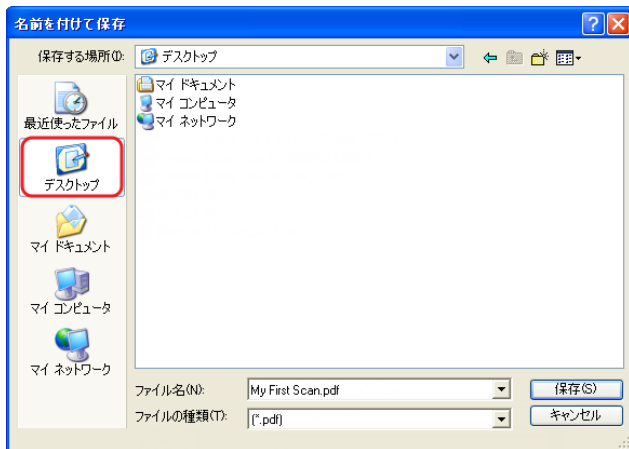 名前を付けて保存
保存する場所(I):
デスクトップ
最近使ったファイル
デスクトップ
マイ ドキュメント
マイ コンピュータ
マイ ネットワーク
マイ ドキュメント
マイ コンピュータ
マイ ネットワーク
ファイル名(N):
My First Scan.pdf
保存(S)
ファイルの種類(T):
(*.pdf)
キャンセル